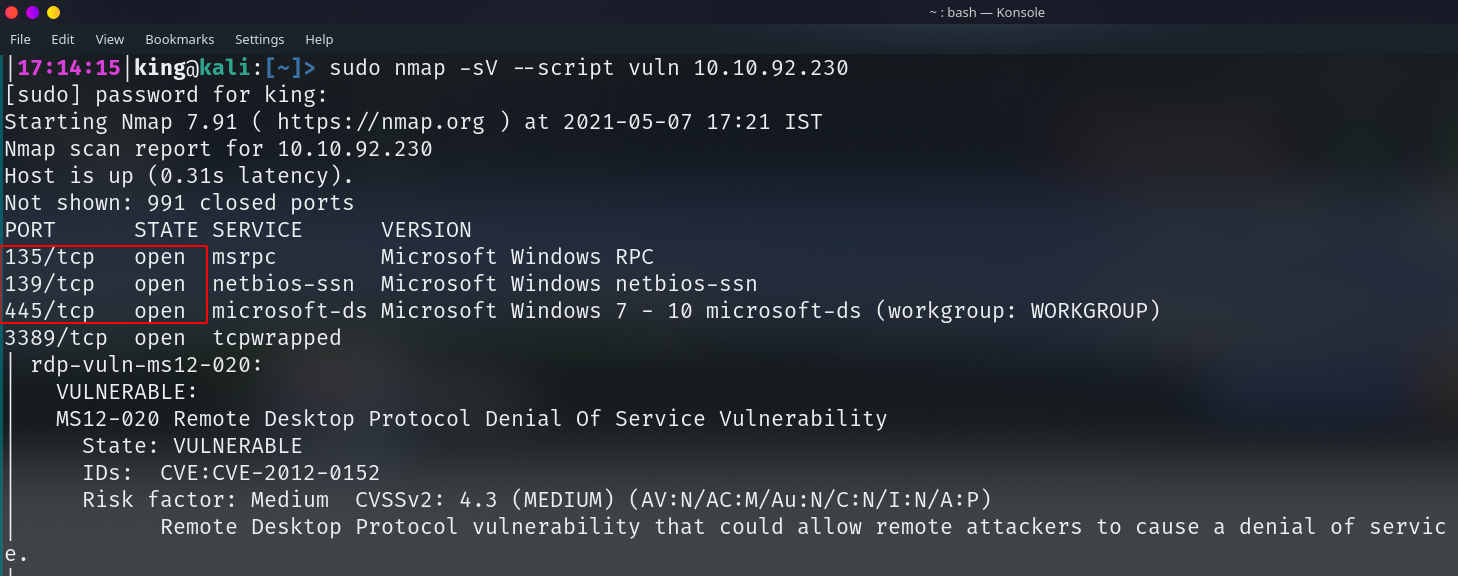 ~ : bash — Konsole
File Edit View Bookmarks Settings Help
|17:14:15|king@kali:[~]> sudo nmap -sV --script vuln 10.10.92.230
[sudo] password for king:
Starting Nmap 7.91 ( https://nmap.org ) at 2021-05-07 17:21 IST
Nmap scan report for 10.10.92.230
Host is up (0.31s latency).
Not shown: 991 closed ports
PORT     STATE SERVICE      VERSION
135/tcp  open  msrpc        Microsoft Windows RPC
139/tcp  open  netbios-ssn  Microsoft Windows netbios-ssn
445/tcp  open  microsoft-ds Microsoft Windows 7 - 10 microsoft-ds (workgroup: WORKGROUP)
3389/tcp open  tcpwrapped
| rdp-vuln-ms12-020:
|   VULNERABLE:
|   MS12-020 Remote Desktop Protocol Denial Of Service Vulnerability
|     State: VULNERABLE
|     IDs:  CVE:CVE-2012-0152
|     Risk factor: Medium  CVSSv2: 4.3 (MEDIUM) (AV:N/AC:M/Au:N/C:N/I:N/A:P)
|           Remote Desktop Protocol vulnerability that could allow remote attackers to cause a denial of servic
e.
|